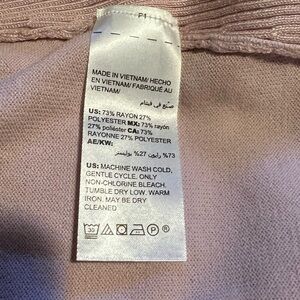 P1
MADE IN VIETNAM/ HECHO
EN VIETNAM/ FABRIQUÉ AU
VIETNAM/
صنع في فيتنام
US: 73% RAYON 27%
POLYESTER MX: 73% rayón
27% poliéster CA: 73%
RAYONNE 27% POLYESTER
AE/KW:
73% رايون 27% بوليستر
US: MACHINE WASH COLD,
GENTLE CYCLE. ONLY
NON-CHLORINE BLEACH.
TUMBLE DRY LOW. WARM
IRON. MAY BE DRY
CLEANED
30
P